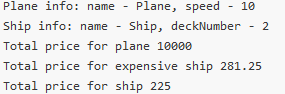 Plane info: name - Plane, speed - 10
Ship info: name - Ship, deckNumber - 2
Total price for plane 10000
Total price for expensive ship 281.25
Total price for ship 225